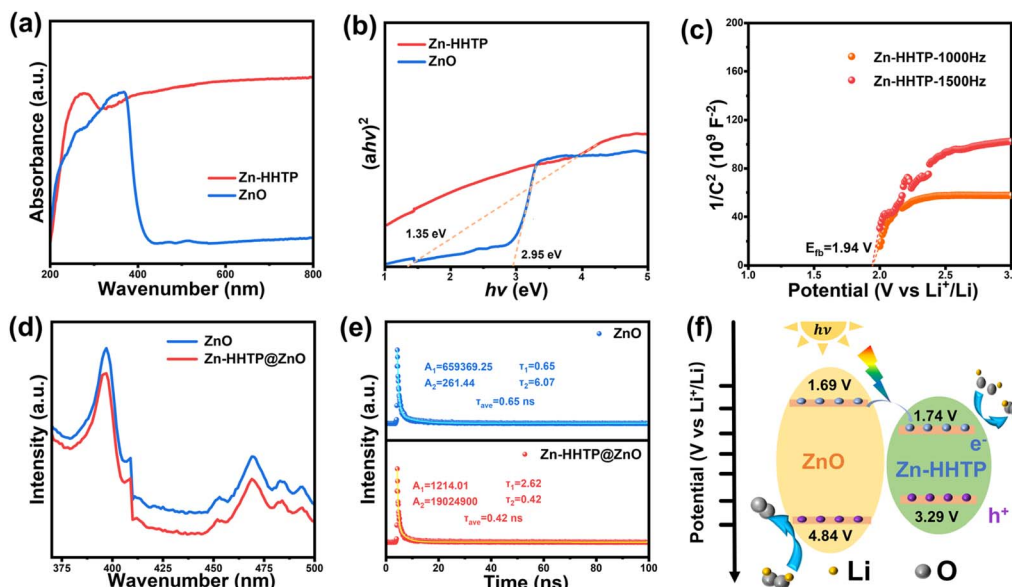 (a)
Absorbance (a.u.)
Zn-HHTP
ZnO
200 400 600 800
Wavenumber (nm)
(b)
(ahv)²
Zn-HHTP
ZnO
1.35 eV
2.95 eV
1 2 3 4 5
hv (eV)
(c)
1/C² (10⁹ F⁻²)
180
160
120
80
40
0
Zn-HHTP-1000Hz
Zn-HHTP-1500Hz
E_fb=1.94 V
1.0 1.5 2.0 2.5 3.0
Potential (V vs Li⁺/Li)
(d)
Intensity (a.u.)
ZnO
Zn-HHTP@ZnO
375 400 425 450 475 500
Wavenumber (nm)
(e)
Intensity (a.u.)
ZnO
A₁=659369.25 τ₁=0.65
A₂=261.44 τ₂=6.07
τ_ave=0.65 ns
Zn-HHTP@ZnO
A₁=1214.01 τ₁=2.62
A₂=19024900 τ₂=0.42
τ_ave=0.42 ns
0 20 40 60 80 100
Time (ns)
(f)
Potential (V vs Li⁺/Li)
hv
1.69 V
ZnO
4.84 V
1.74 V
e⁻
Zn-HHTP
h⁺
3.29 V
Li O